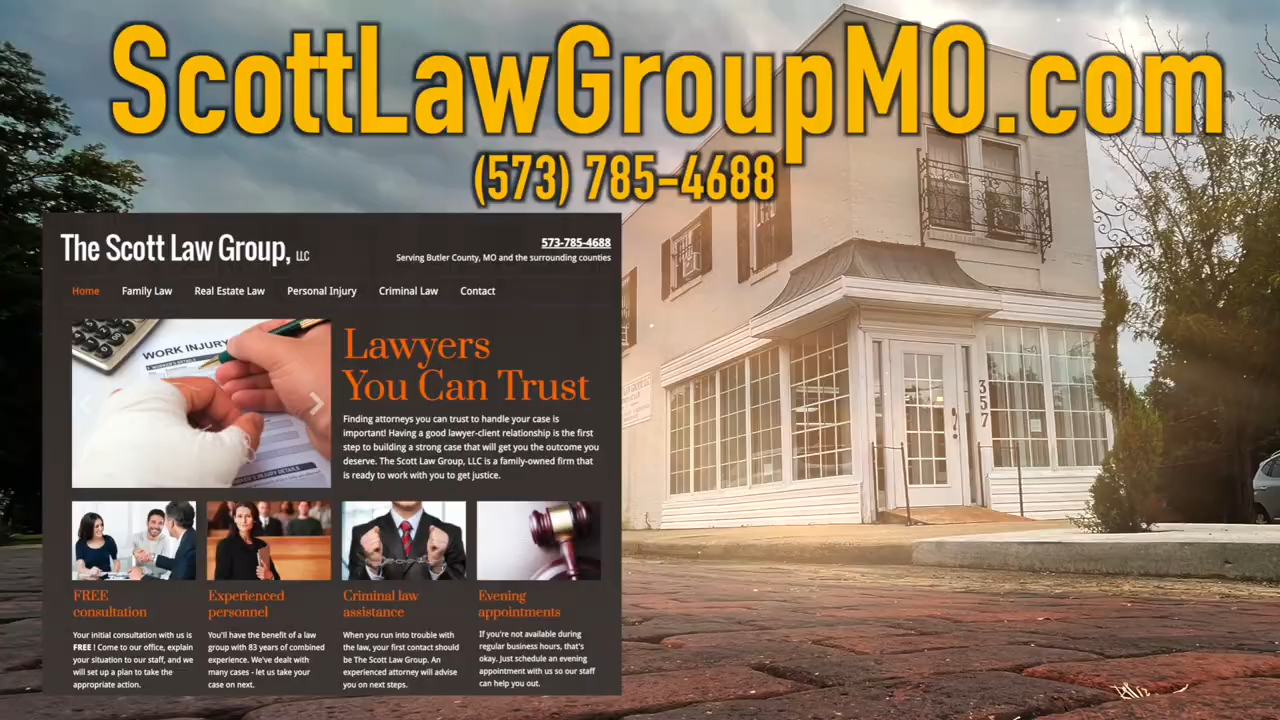 ScottLawGroupMO.com
(573) 785-4688
The Scott Law Group, LLC
573-785-4688
Serving Butler County, MO and the surrounding counties
Home Family Law Real Estate Law Personal Injury Criminal Law Contact
WORK INJURY
Lawyers
You Can Trust
Finding attorneys you can trust to handle your case is
important! Having a good lawyer-client relationship is the first
step to building a strong case that will get you the outcome you
deserve. The Scott Law Group, LLC is a family-owned firm that
is ready to work with you to get justice.
FREE
consultation
Your initial consultation with us is
FREE ! Come to our office, explain
your situation to our staff, and we
will set up a plan to take the
appropriate action.
Experienced
personnel
You'll have the benefit of a law
group with 83 years of combined
experience. We've dealt with
many cases - let us take your
case on next.
Criminal law
assistance
When you run into trouble with
the law, your first contact should
be The Scott Law Group. An
experienced attorney will advise
you on next steps.
Evening
appointments
If you're not available during
regular business hours, that's
okay. Just schedule an evening
appointment with us so our staff
can help you out.
357